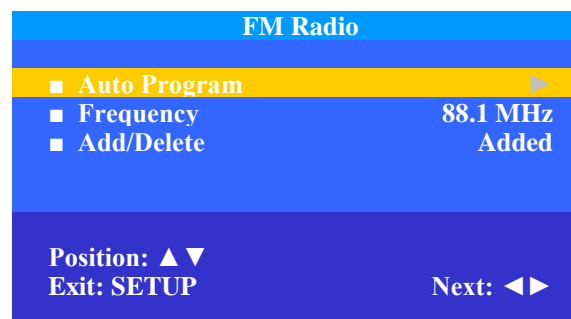 FM Radio
■ Auto Program ►
■ Frequency 88.1 MHz
■ Add/Delete Added
Position: ▲▼
Exit: SETUP Next: ◄►